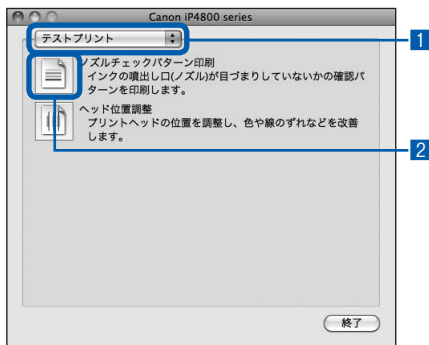 Canon iP4800 series
テストプリント
1
ノズルチェックパターン印刷
インクの噴出し口(ノズル)が目づまりしていないかの確認パ
ターンを印刷します。
ヘッド位置調整
プリントヘッドの位置を調整し、色や線のずれなどを改善
します。
2
終了